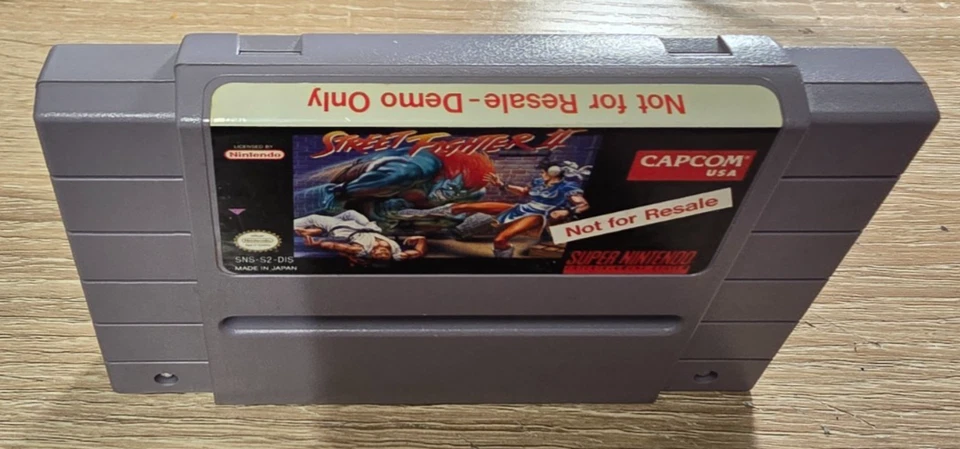 Not for Resale - Demo Only
LICENSED BY
Nintendo
STREET FIGHTER II
CAPCOM
USA
Not for Resale
SUPER NINTENDO
SNS-S2-DIS
MADE IN JAPAN